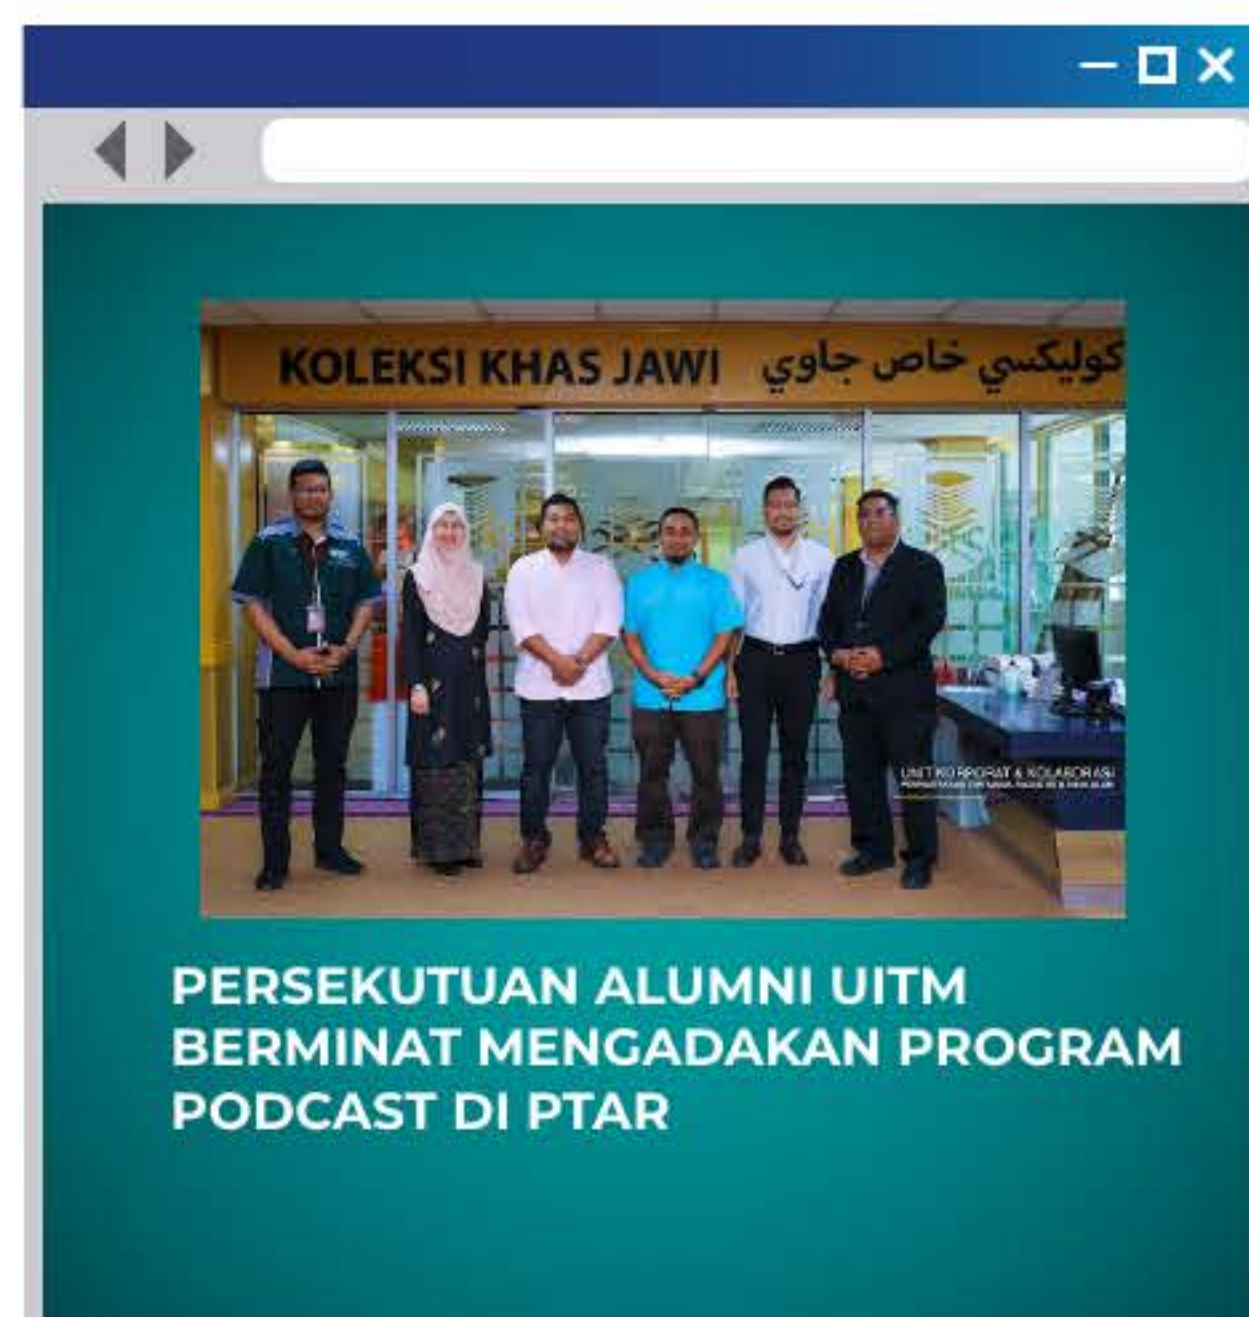 KOLEKSI KHAS JAWI كوليكسي خاص جاوي
UNIT KORPORAT & KOLABORASI
PERSEKUTUAN ALUMNI UITM
BERMINAT MENGADAKAN PROGRAM
PODCAST DI PTAR